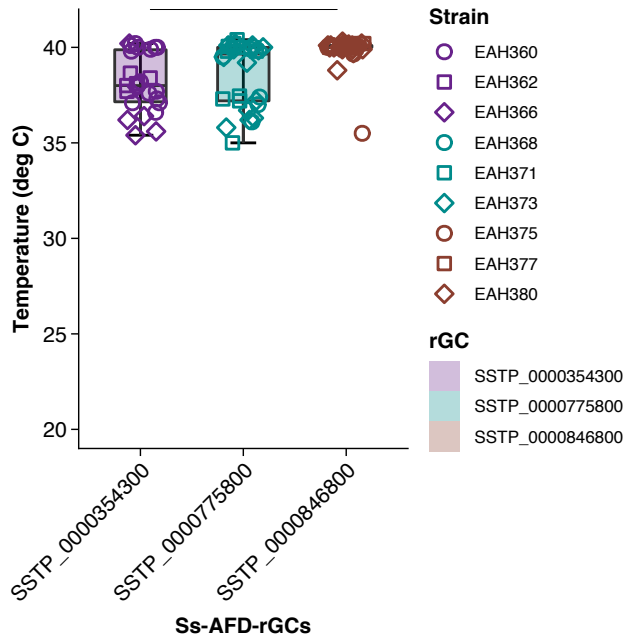 Temperature (deg C)
40
35
30
25
20
SSTP_0000354300
SSTP_0000775800
SSTP_0000846800
Ss-AFD-rGCs
Strain
EAH360
EAH362
EAH366
EAH368
EAH371
EAH373
EAH375
EAH377
EAH380
rGC
SSTP_0000354300
SSTP_0000775800
SSTP_0000846800